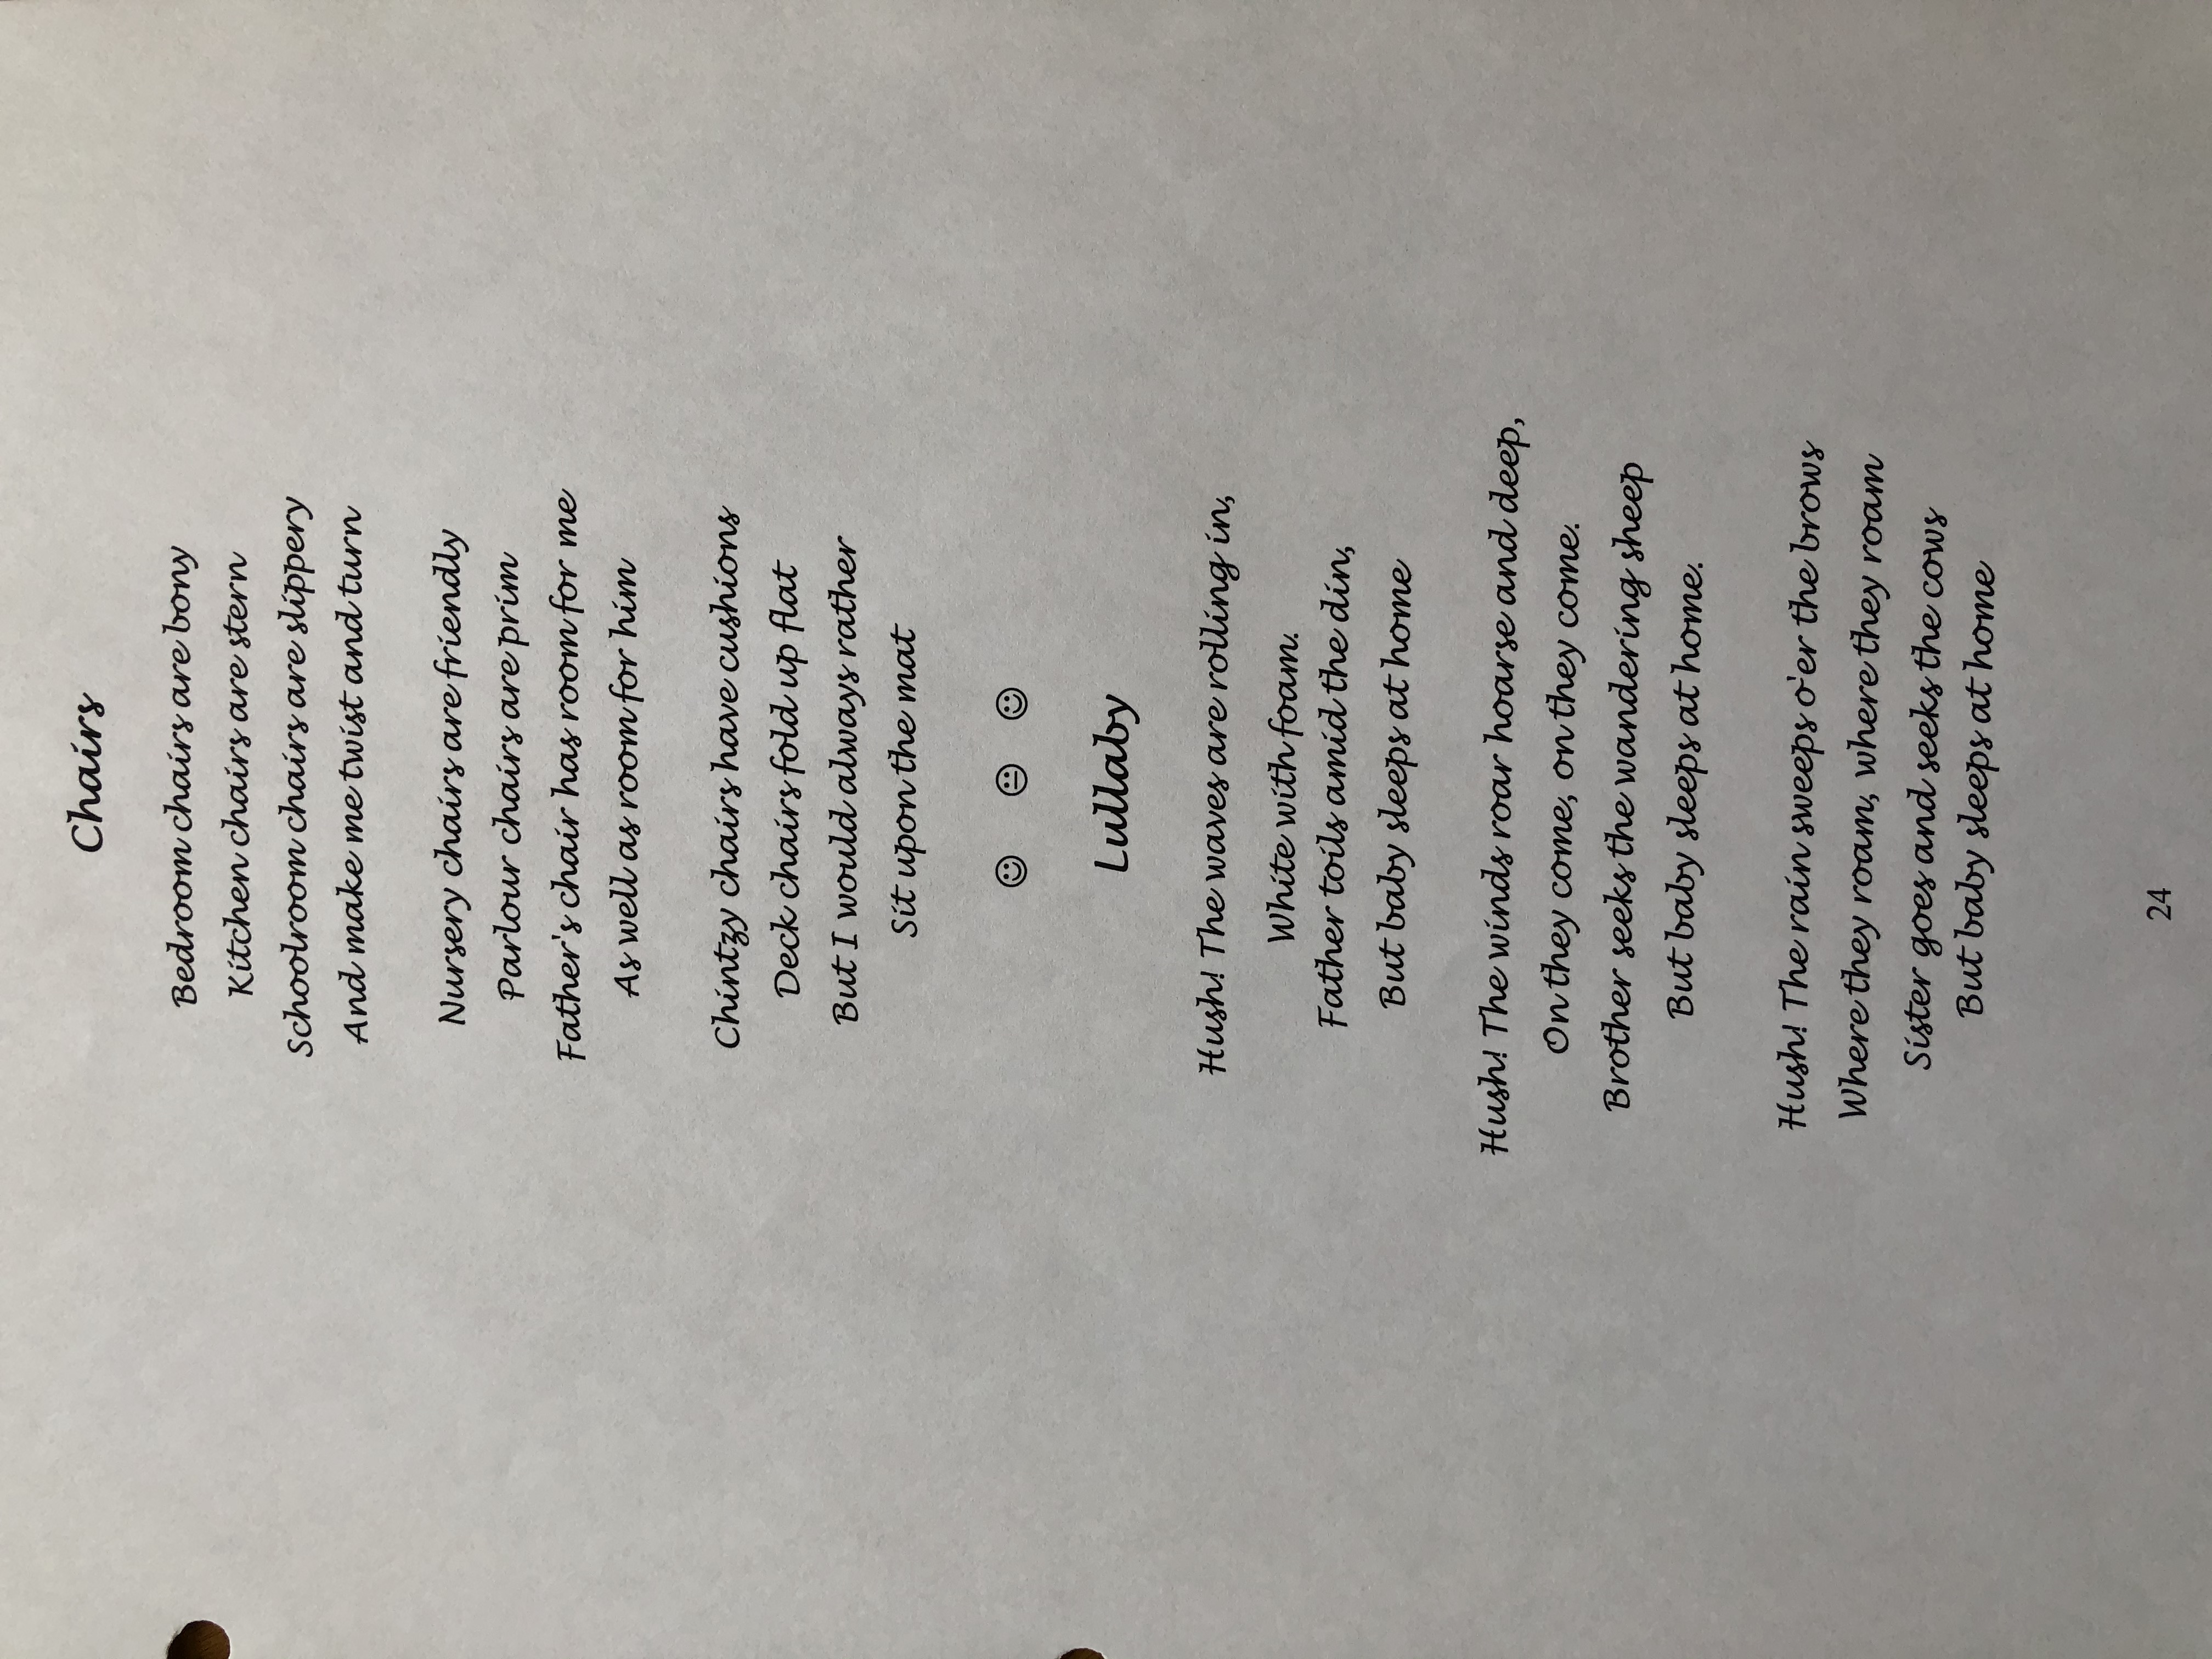 Chairs
Bedroom chairs are bony
Kitchen chairs are stern
Schoolroom chairs are slippery
And make me twist and turn
Nursery chairs are friendly
Parlour chairs are prim
Father's chair has room for me
As well as room for him
Chintzy chairs have cushions
Deck chairs fold up flat
But I would always rather
Sit upon the mat
☺ 😐 ☺
Lullaby
Hush! The waves are rolling in,
White with foam.
Father toils amid the din,
But baby sleeps at home
Hush! The winds roar hoarse and deep,
On they come, on they come.
Brother seeks the wandering sheep
But baby sleeps at home.
Hush! The rain sweeps o'er the brows
Where they roam, where they roam
Sister goes and seeks the cows
But baby sleeps at home
24